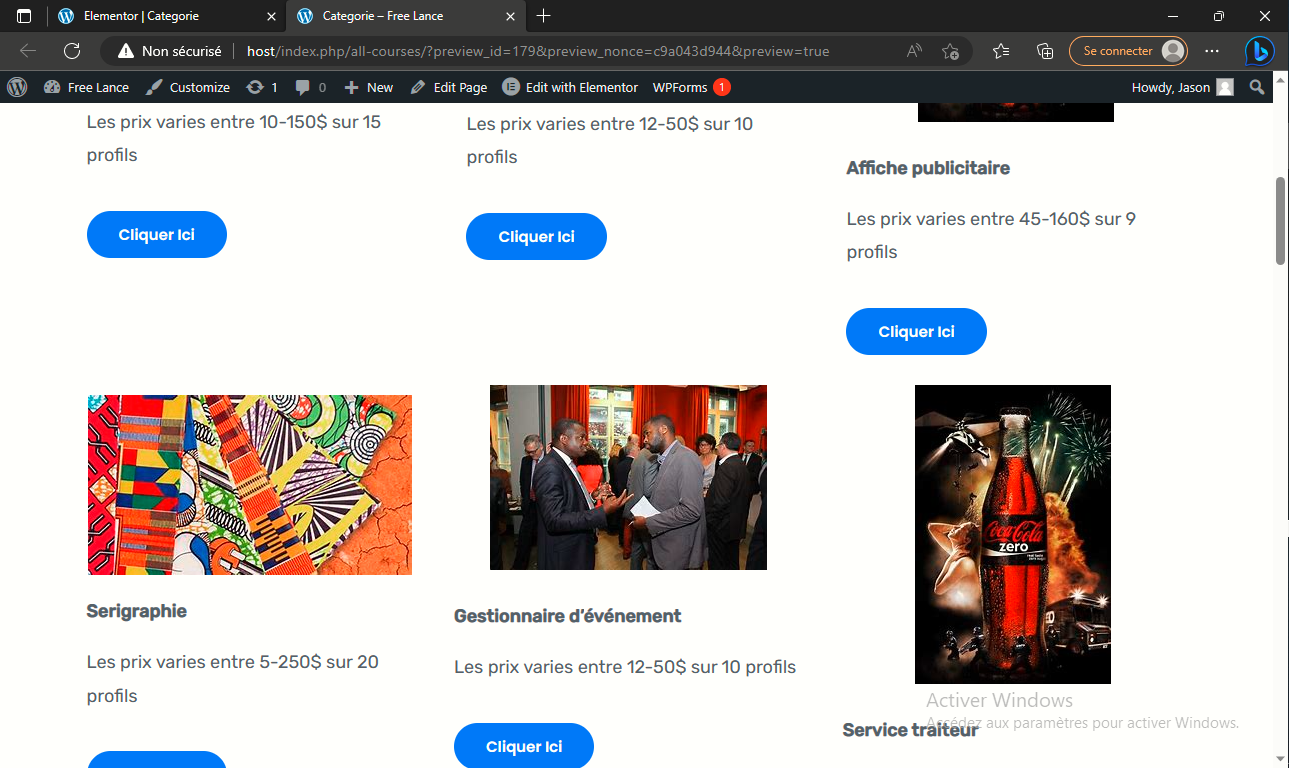 Elementor | Categorie
Categorie – Free Lance
Non sécurisé
host/index.php/all-courses/?preview_id=179&preview_nonce=c9a043d944&preview=true
Se connecter
Free Lance
Customize
1
0
New
Edit Page
Edit with Elementor
WPForms 1
Howdy, Jason
Les prix varies entre 10-150$ sur 15
profils
Cliquer Ici
Les prix varies entre 12-50$ sur 10
profils
Cliquer Ici
Affiche publicitaire
Les prix varies entre 45-160$ sur 9
profils
Cliquer Ici
Serigraphie
Les prix varies entre 5-250$ sur 20
profils
Gestionnaire d’événement
Les prix varies entre 12-50$ sur 10 profils
Cliquer Ici
Coca-Cola
zero
Service traiteur
Activer Windows
Accédez aux paramètres pour activer Windows.